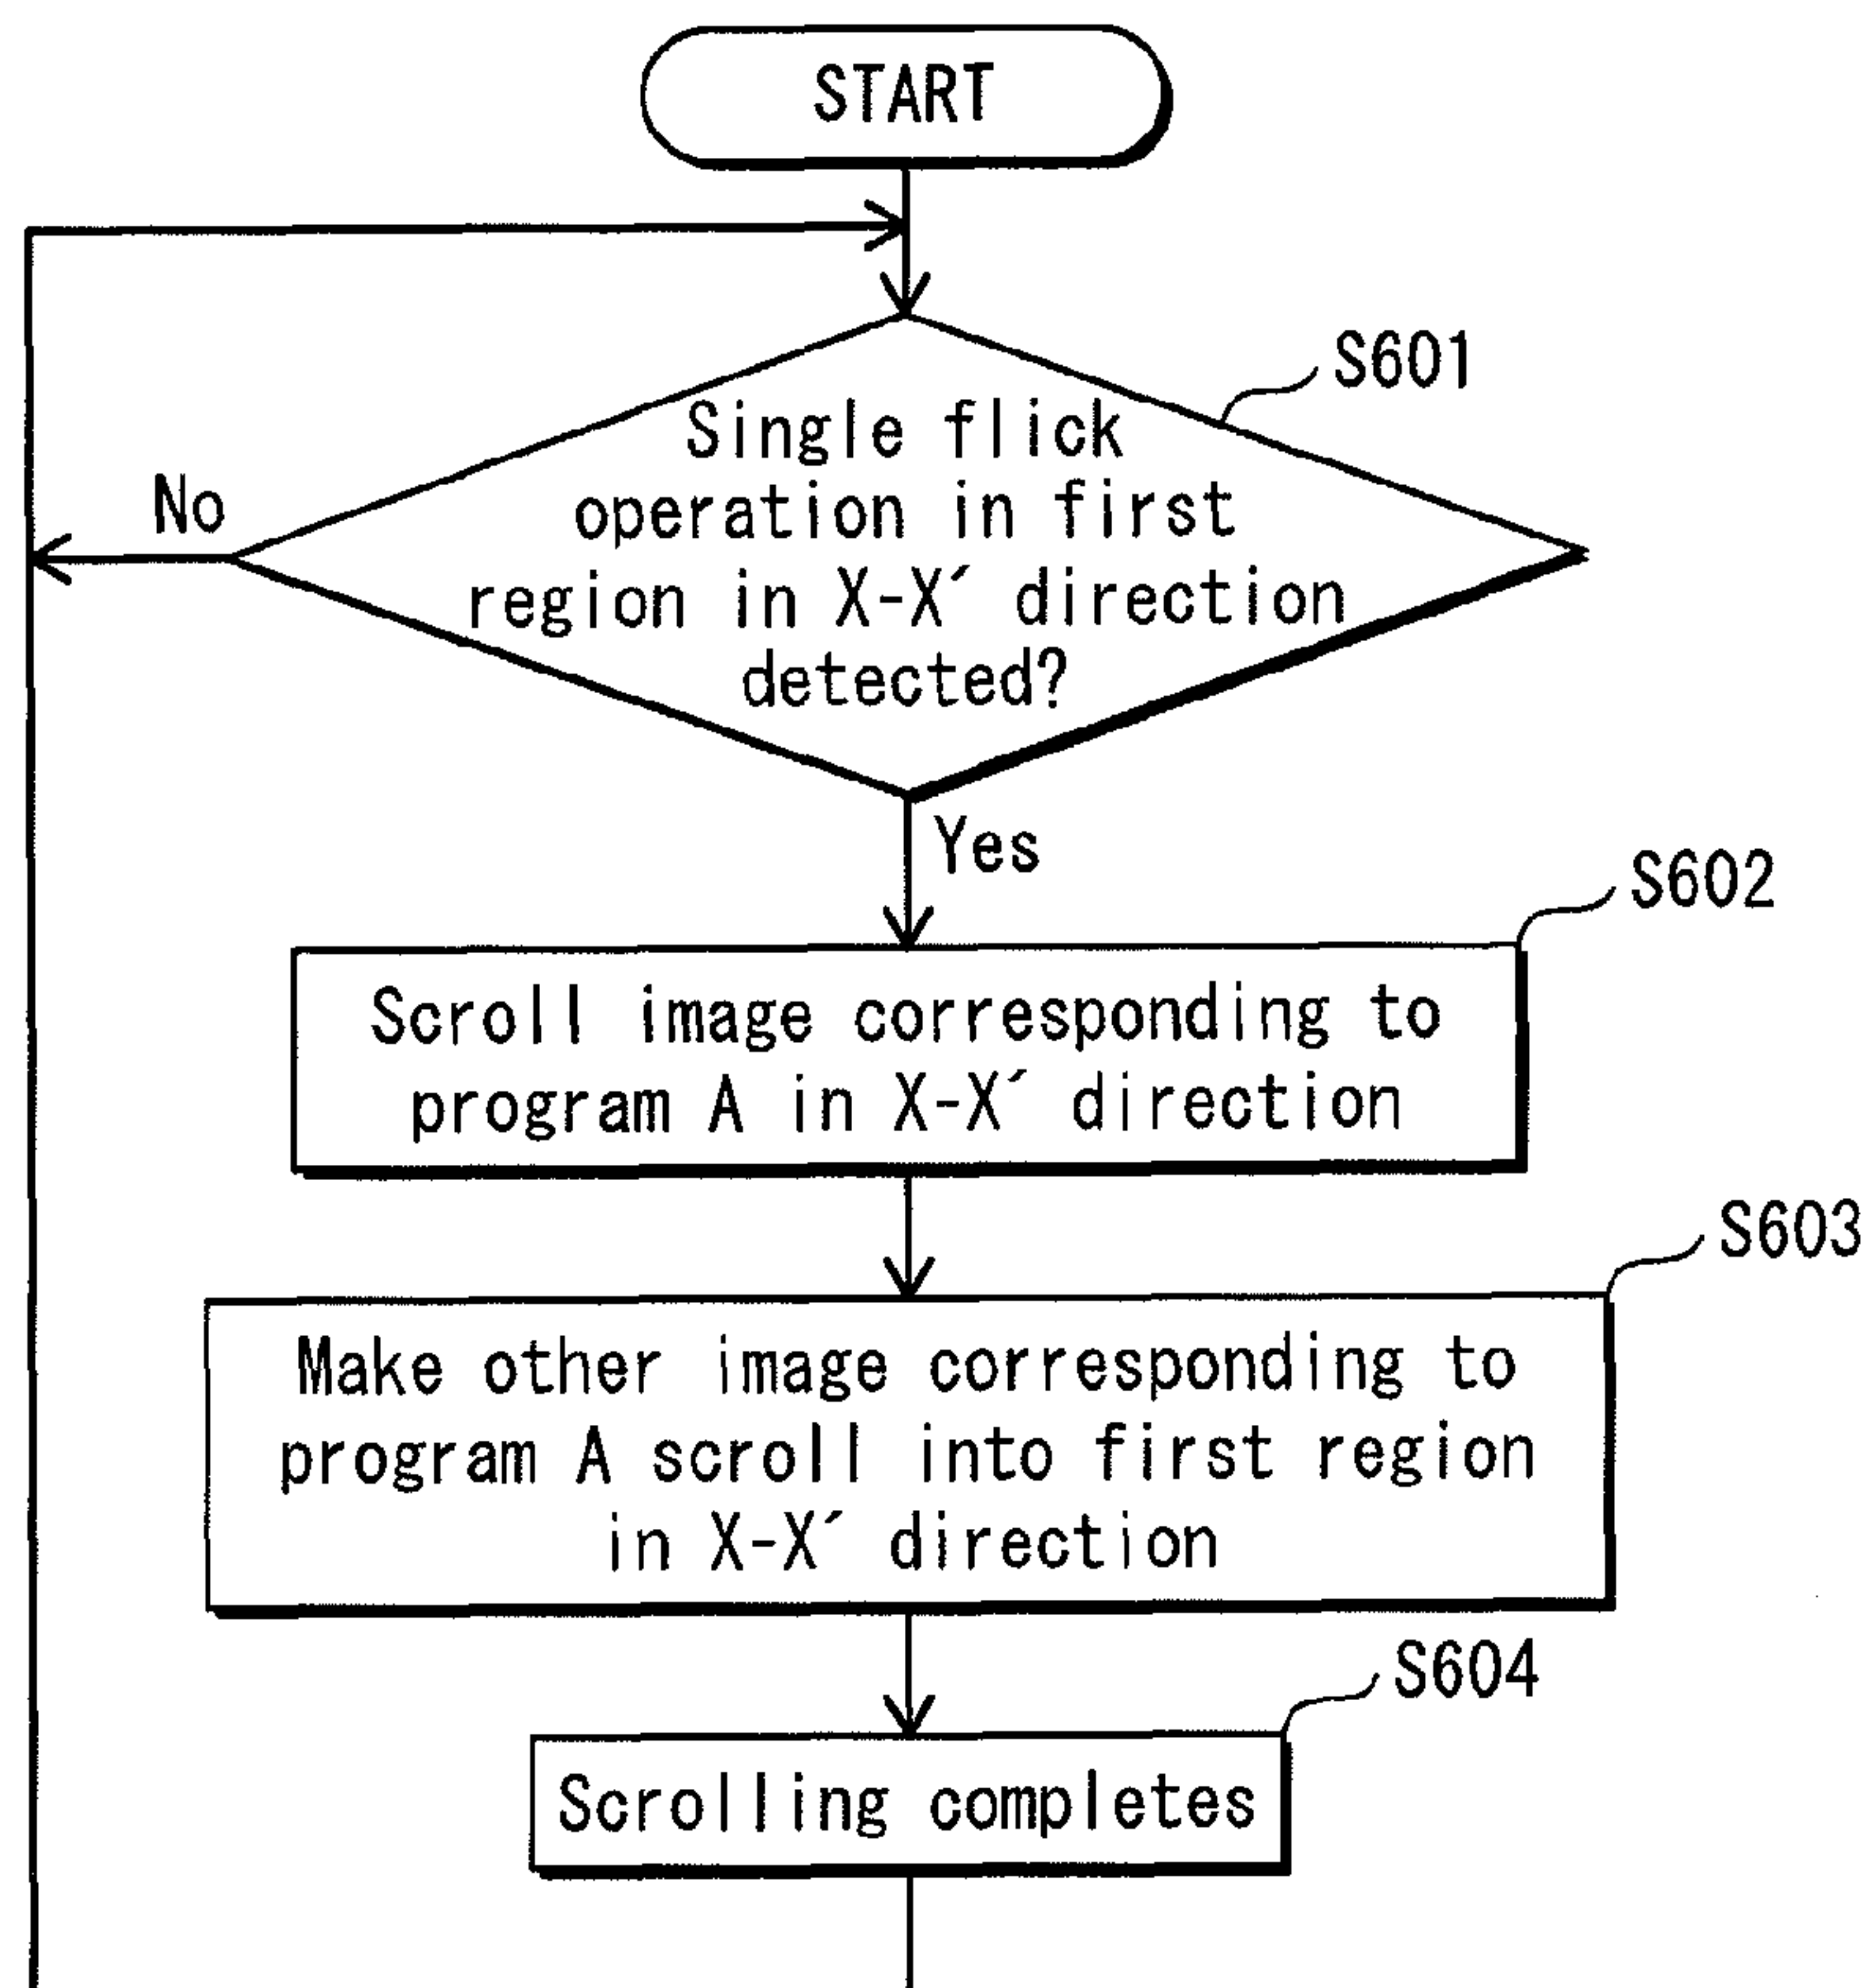 START
S601
Single flick
operation in first
region in X-X´ direction
detected?
No
Yes
S602
Scroll image corresponding to
program A in X-X´ direction
S603
Make other image corresponding to
program A scroll into first region
in X-X´ direction
S604
Scrolling completes